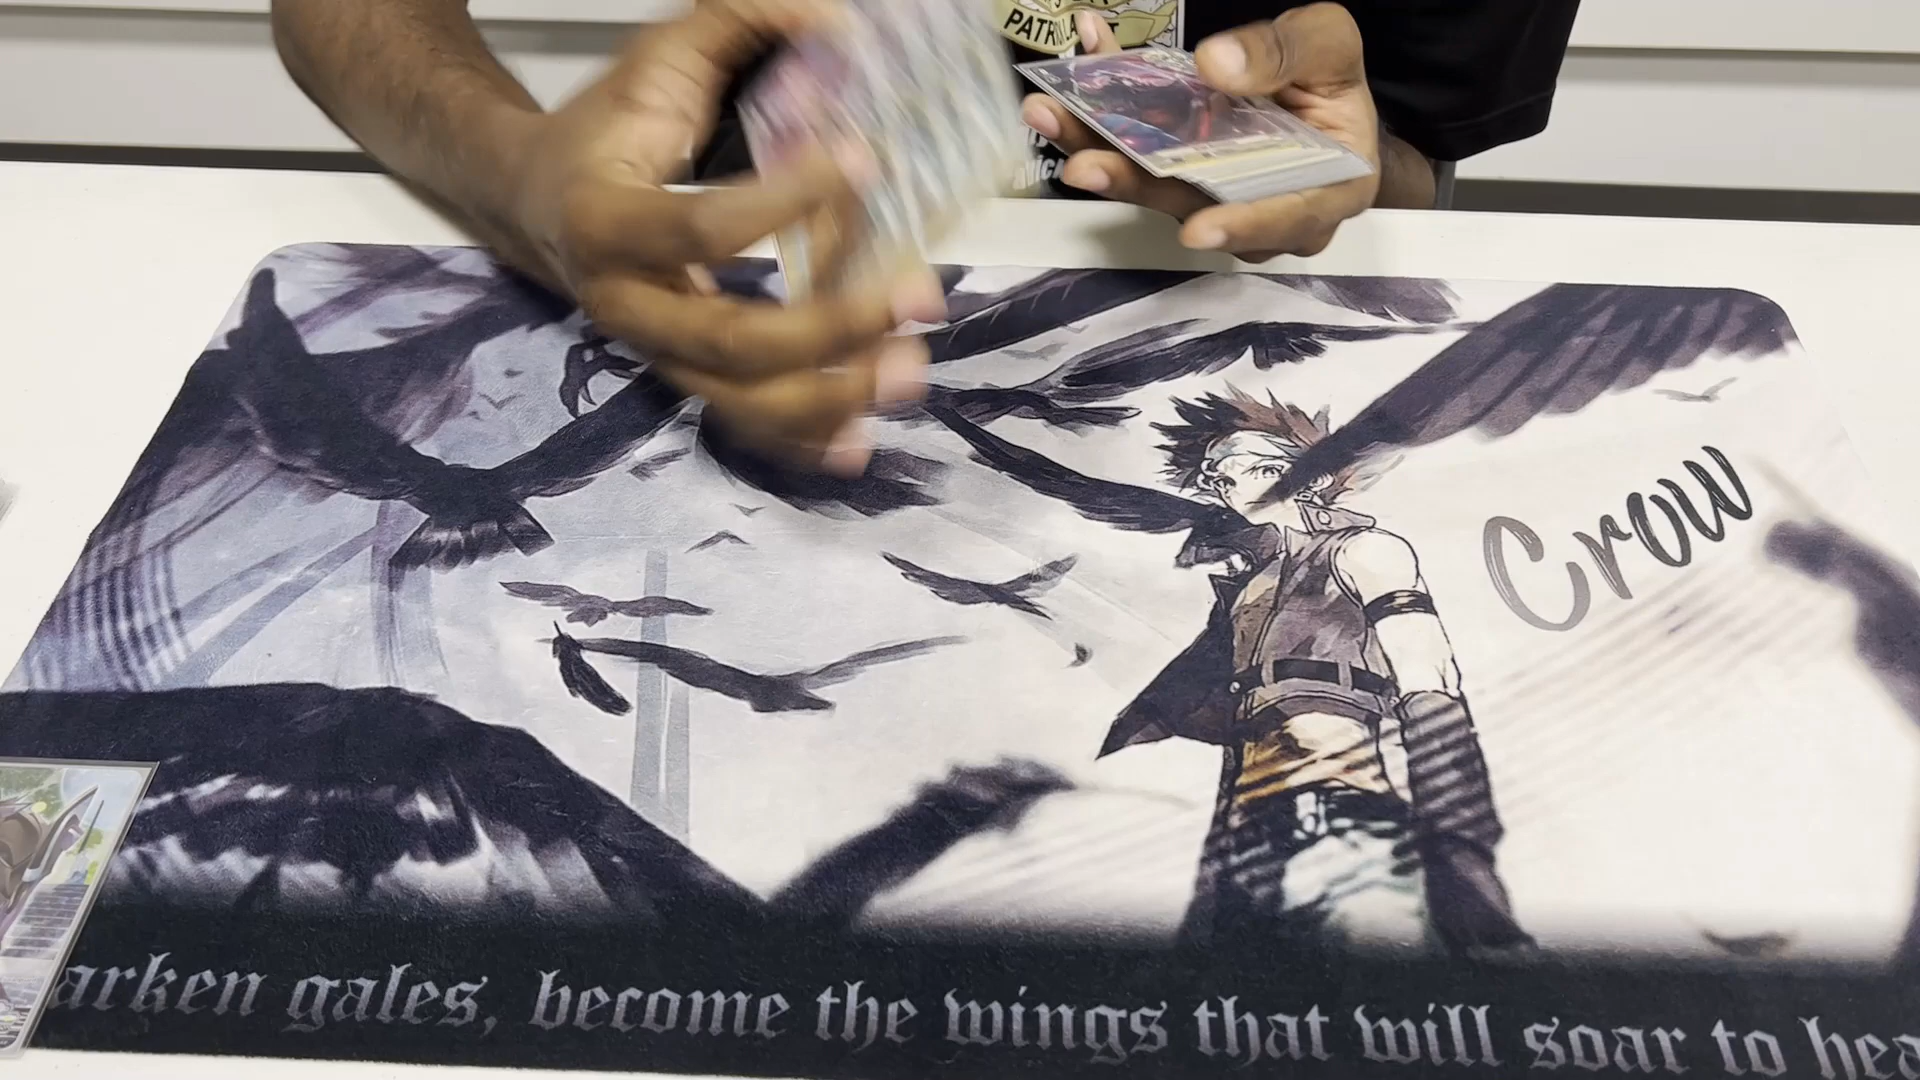 Crow
arken gales, become the wings that will soar to hea